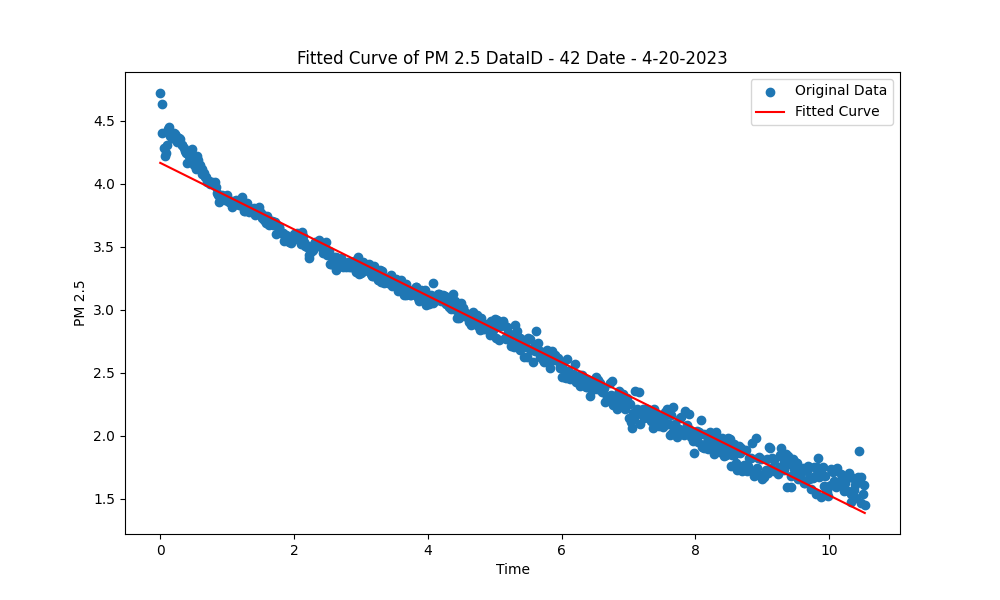 Fitted Curve of PM 2.5 DataID - 42 Date - 4-20-2023
Original Data
Fitted Curve
PM 2.5
4.5
4.0
3.5
3.0
2.5
2.0
1.5
0 2 4 6 8 10
Time